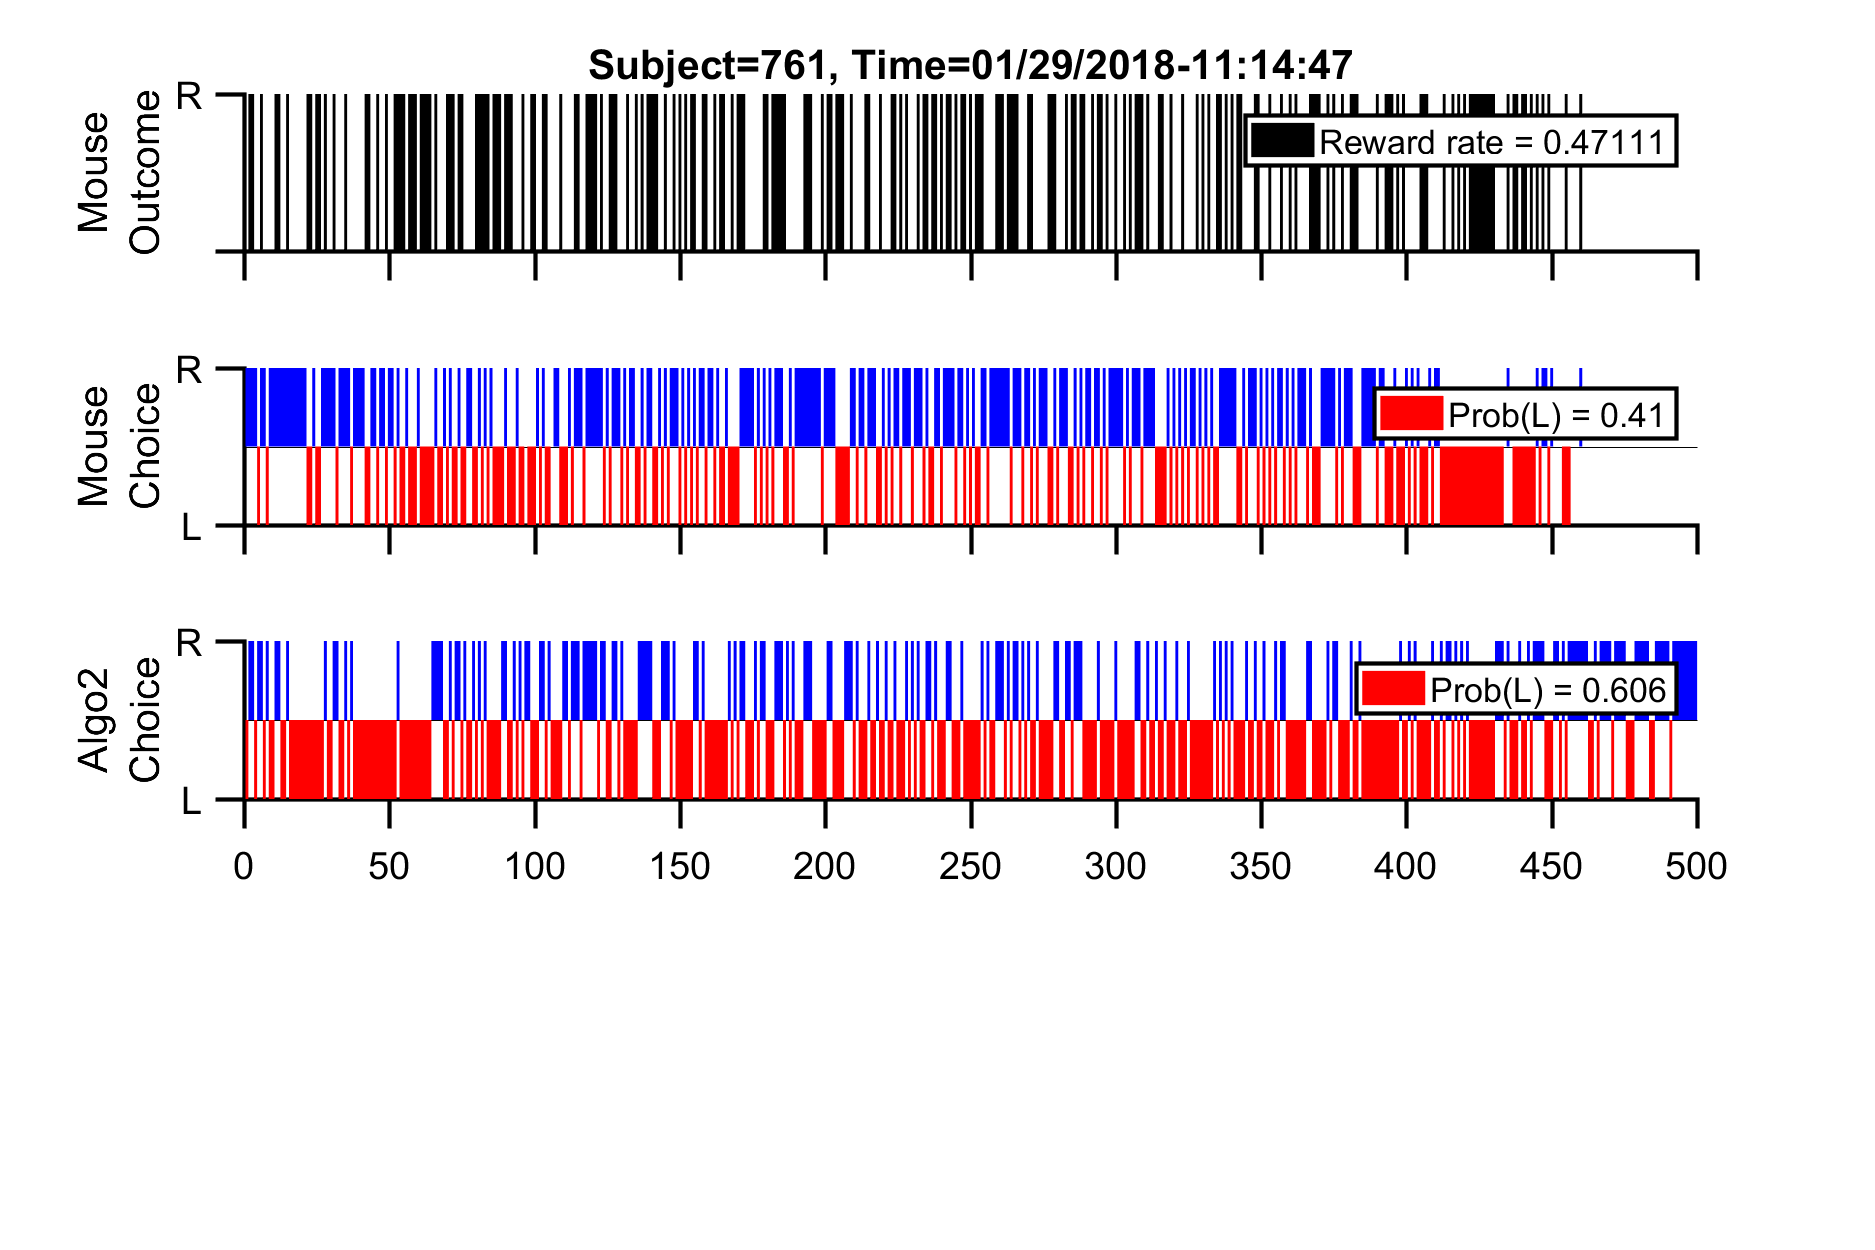 Subject=761, Time=01/29/2018-11:14:47
Mouse
Outcome
R
Reward rate = 0.47111
Mouse
Choice
R
L
Prob(L) = 0.41
Algo2
Choice
R
L
Prob(L) = 0.606
0 50 100 150 200 250 300 350 400 450 500